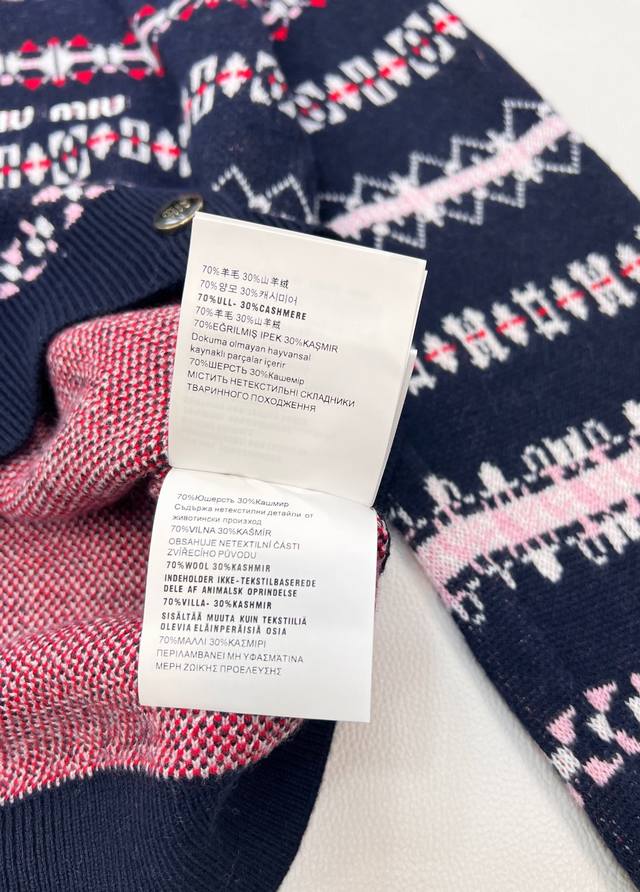 MIU
70%羊毛 30%山羊绒
70%양모 30%캐시미어
70%ULL- 30%CASHMERE
70%羊毛 30%山羊絨
70%EĞRILMIŞ IPEK 30%KAŞMIR
Dokuma olmayan hayvansal
kaynaklı parçalar içerir
70%ШЕРСТЬ 30%Кашемір
МІСТИТЬ НЕТЕКСТИЛЬНІ СКЛАДНИКИ
ТВАРИННОГО ПОХОДЖЕННЯ
70%Юшерсть 30%Кашмир
Съдържа нетекстилни детайли от
животински произход
70%VILNA 30%KAŠMÍR
OBSAHUJE NETEXTILNÍ ČÁSTI
ZVÍŘECÍHO PŮVODU
70%WOOL 30%KASHMIR
INDEHOLDER IKKE-TEKSTILBASEREDE
DELE AF ANIMALSK OPRINDELSE
70%VILLA- 30%KASHMIR
SISÄLTÄÄ MUUTA KUIN TEKSTIILIÄ
OLEVIA ELÄINPERÄISIÄ OSIA
70%ΜΑΛΛΙ 30%ΚΑΣΜΙΡΙ
ΠΕΡΙΛΑΜΒΑΝΕΙ ΜΗ ΥΦΑΣΜΑΤΙΝΑ
ΜΕΡΗ ΖΩΙΚΗΣ ΠΡΟΕΛΕΥΣΗΣ